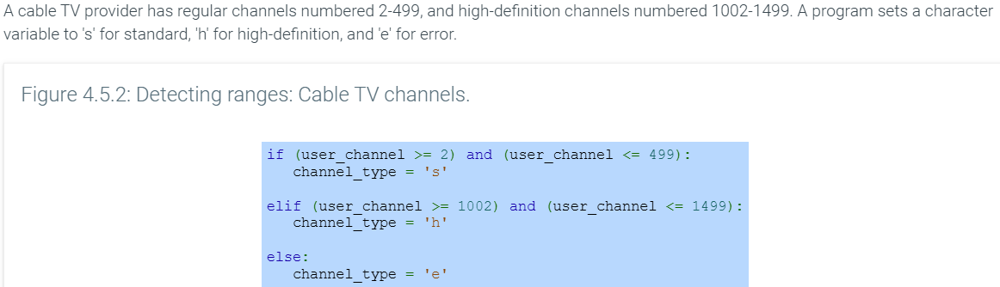 A cable TV provider has regular channels numbered 2-499, and high-definition channels numbered 1002-1499. A program sets a character
variable to 's' for standard, 'h' for high-definition, and 'e' for error.
Figure 4.5.2: Detecting ranges: Cable TV channels.
if (user_channel >= 2) and (user_channel <= 499):
   channel_type = 's'
elif (user_channel >= 1002) and (user_channel <= 1499):
   channel_type = 'h'
else:
   channel_type = 'e'